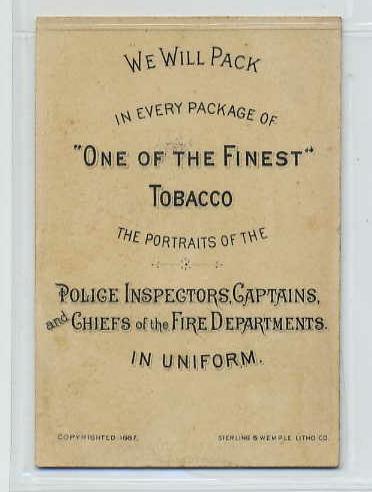 WE WILL PACK
IN EVERY PACKAGE OF
"ONE OF THE FINEST"
TOBACCO
THE PORTRAITS OF THE
POLICE INSPECTORS, CAPTAINS,
and CHIEFS of the FIRE DEPARTMENTS.
IN UNIFORM.
COPYRIGHTED 1887.
STERLING & WEMPLE LITHO CO.